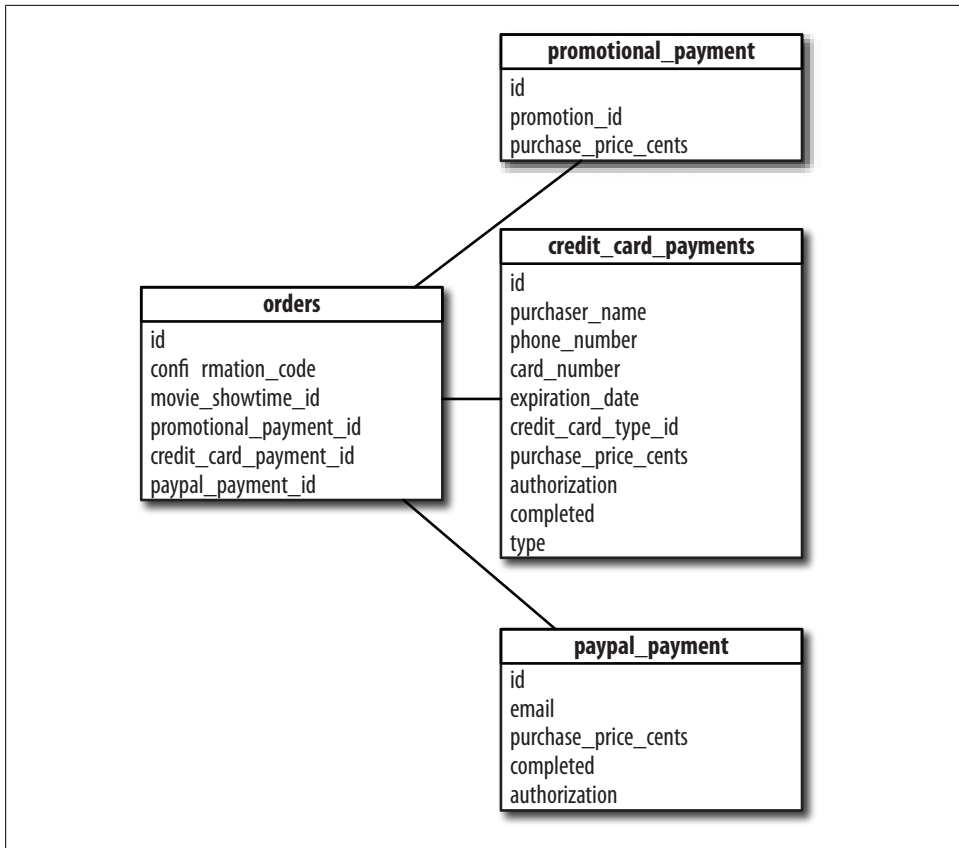 promotional_payment
id
promotion_id
purchase_price_cents
credit_card_payments
id
purchaser_name
phone_number
card_number
expiration_date
credit_card_type_id
purchase_price_cents
authorization
completed
type
orders
id
confi rmation_code
movie_showtime_id
promotional_payment_id
credit_card_payment_id
paypal_payment_id
paypal_payment
id
email
purchase_price_cents
completed
authorization